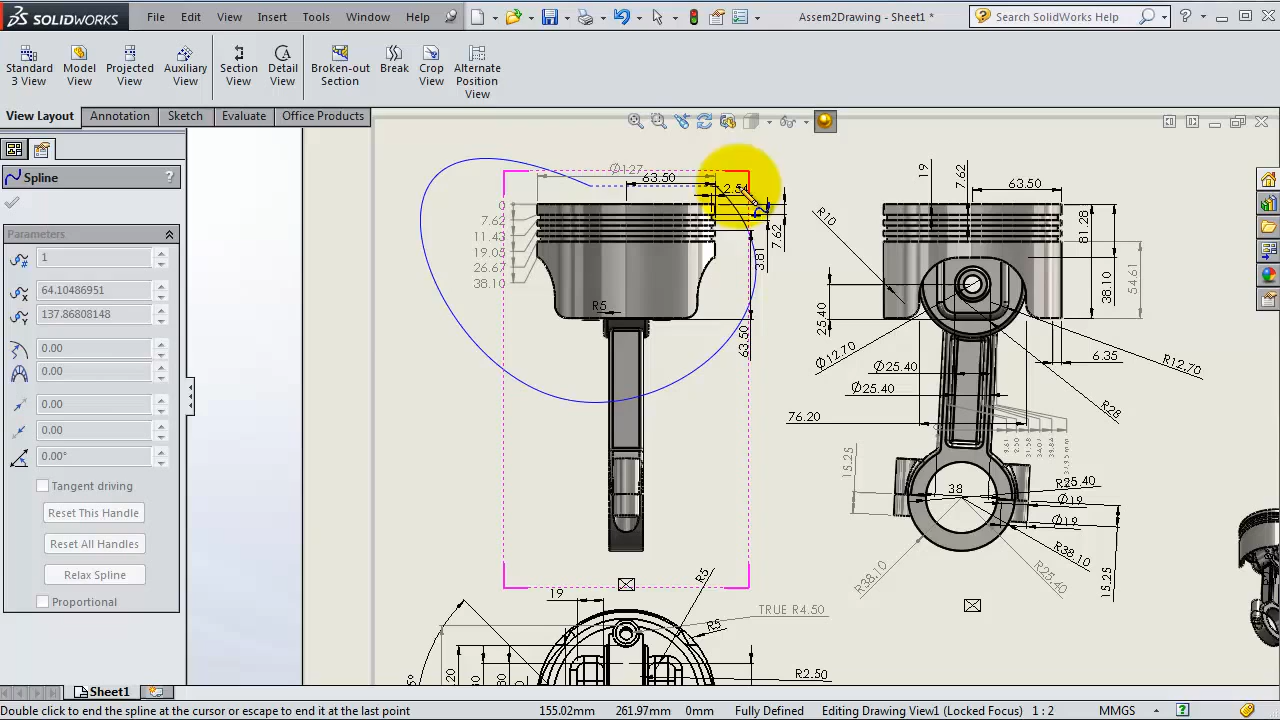 SOLIDWORKS File Edit View Insert Tools Window Help Assem2Drawing - Sheet1 * Search SolidWorks Help
Standard 3 View
Model View
Projected View
Auxiliary View
Section View
Detail View
Broken-out Section
Break
Crop View
Alternate Position View
View Layout Annotation Sketch Evaluate Office Products
Spline ?
Parameters
1
64.10486951
137.86808148
0.00
0.00
0.00
0.00
0.00°
Tangent driving
Reset This Handle
Reset All Handles
Relax Spline
Proportional
Ø127
63.50
2.54
0
7.62
11.43
19.05
26.67
38.10
7.62
3.81
R5
63.50
19
7.62
63.50
R10
81.28
38.10
54.61
25.40
Ø12.70
6.35
R12.70
Ø25.40
Ø25.40
R28
76.20
15.25
38
R25.40
Ø19
Ø19
R38.10
R38.10
R25.40
15.25
19
R5
TRUE R4.50
R5
R2.50
Sheet1
Double click to end the spline at the cursor or escape to end it at the last point 155.02mm 261.97mm 0mm Fully Defined Editing Drawing View1 (Locked Focus) 1 : 2 MMGS